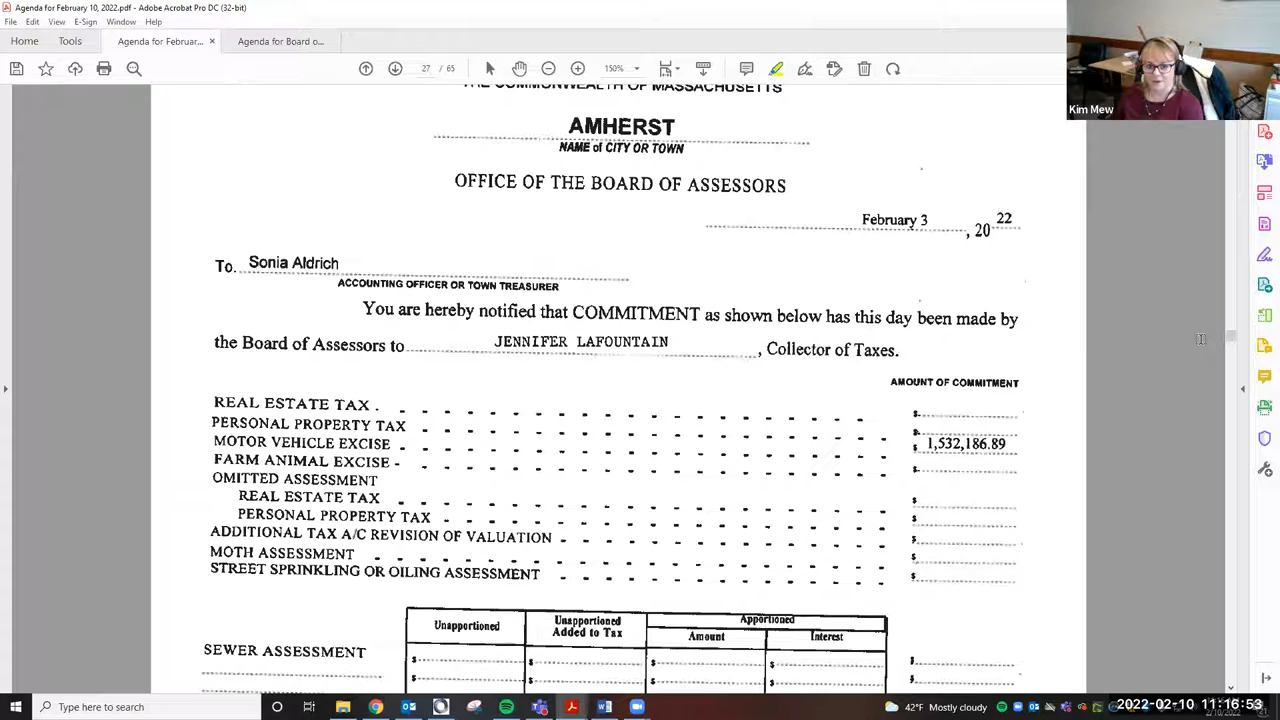 Agenda for February 10, 2022.pdf - Adobe Acrobat Pro DC (32-bit)
File Edit View E-Sign Window Help
Home Tools Agenda for Februar... × Agenda for Board o...
27 / 65 150%
Kim Mew
THE COMMONWEALTH OF MASSACHUSETTS
AMHERST
NAME of CITY OR TOWN
OFFICE OF THE BOARD OF ASSESSORS
February 3, 20 22
To. Sonia Aldrich
ACCOUNTING OFFICER OR TOWN TREASURER
You are hereby notified that COMMITMENT as shown below has this day been made by
the Board of Assessors to JENNIFER LAFOUNTAIN, Collector of Taxes.
AMOUNT OF COMMITMENT
REAL ESTATE TAX . $
PERSONAL PROPERTY TAX $
MOTOR VEHICLE EXCISE - $ 1,532,186.89
FARM ANIMAL EXCISE - $
OMITTED ASSESSMENT
REAL ESTATE TAX $
PERSONAL PROPERTY TAX $
ADDITIONAL TAX A/C REVISION OF VALUATION $
MOTH ASSESSMENT $
STREET SPRINKLING OR OILING ASSESSMENT $
Unapportioned Unapportioned Added to Tax Apportioned
Amount Interest
SEWER ASSESSMENT $ $ $ $ $
$ $ $ $ $
Type here to search
42°F Mostly cloudy
2022-02-10 11:16:53